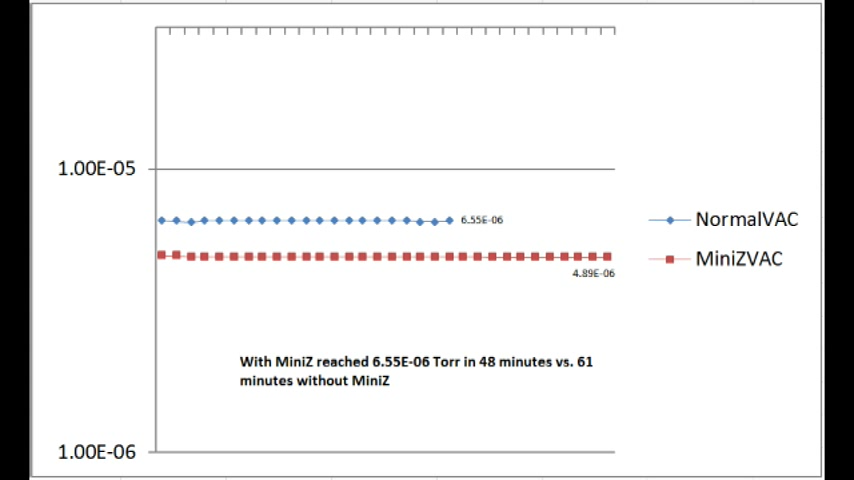 1.00E-05
6.55E-06
NormalVAC
MiniZVAC
4.89E-06
With MiniZ reached 6.55E-06 Torr in 48 minutes vs. 61
minutes without MiniZ
1.00E-06